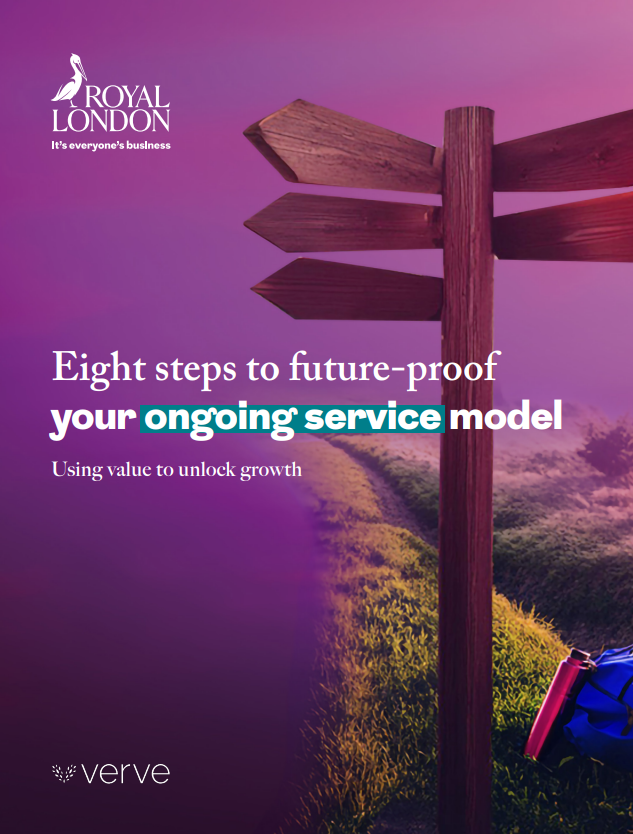 ROYAL
LONDON
It's everyone's business
Eight steps to future-proof
your ongoing service model
Using value to unlock growth
verve